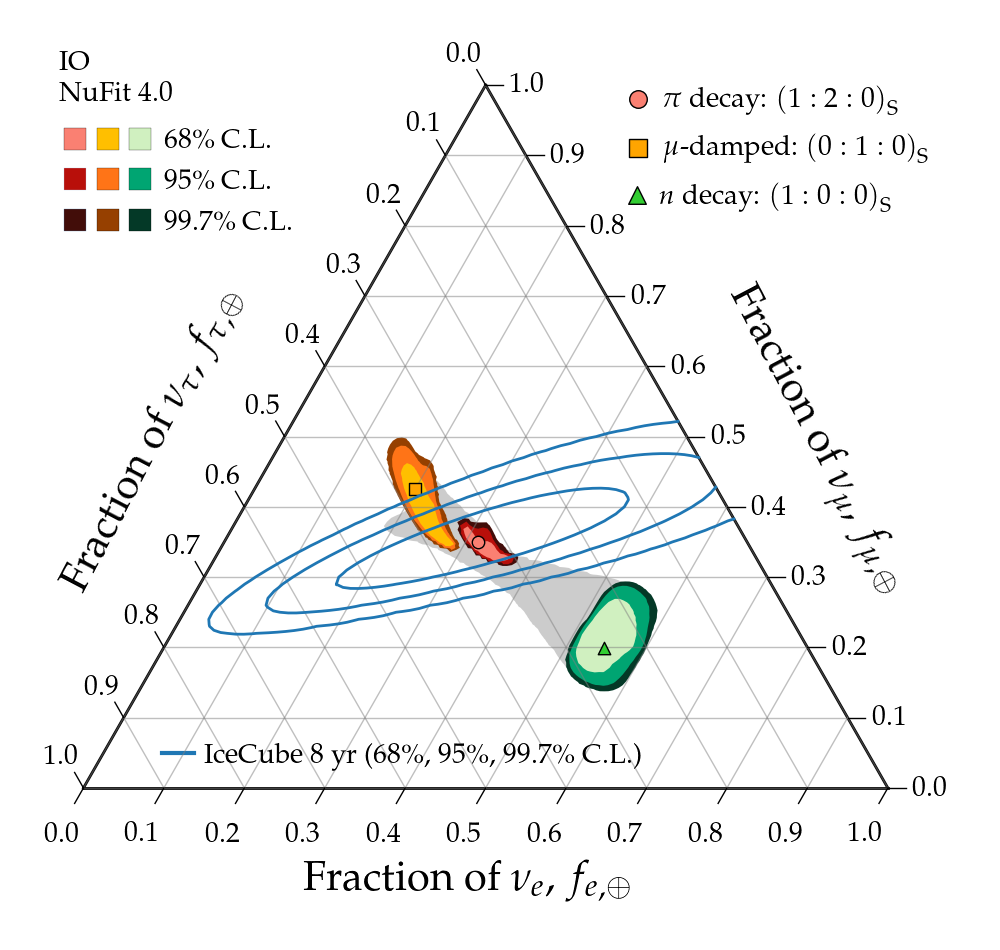 IO
NuFit 4.0
68% C.L.
95% C.L.
99.7% C.L.
π decay: (1 : 2 : 0)S
μ-damped: (0 : 1 : 0)S
n decay: (1 : 0 : 0)S
0.0
0.1
0.2
0.3
0.4
0.5
0.6
0.7
0.8
0.9
1.0
Fraction of ντ, fτ,⊕
1.0
0.9
0.8
0.7
0.6
0.5
0.4
0.3
0.2
0.1
0.0
Fraction of νμ, fμ,⊕
IceCube 8 yr (68%, 95%, 99.7% C.L.)
0.0 0.1 0.2 0.3 0.4 0.5 0.6 0.7 0.8 0.9 1.0
Fraction of νe, fe,⊕